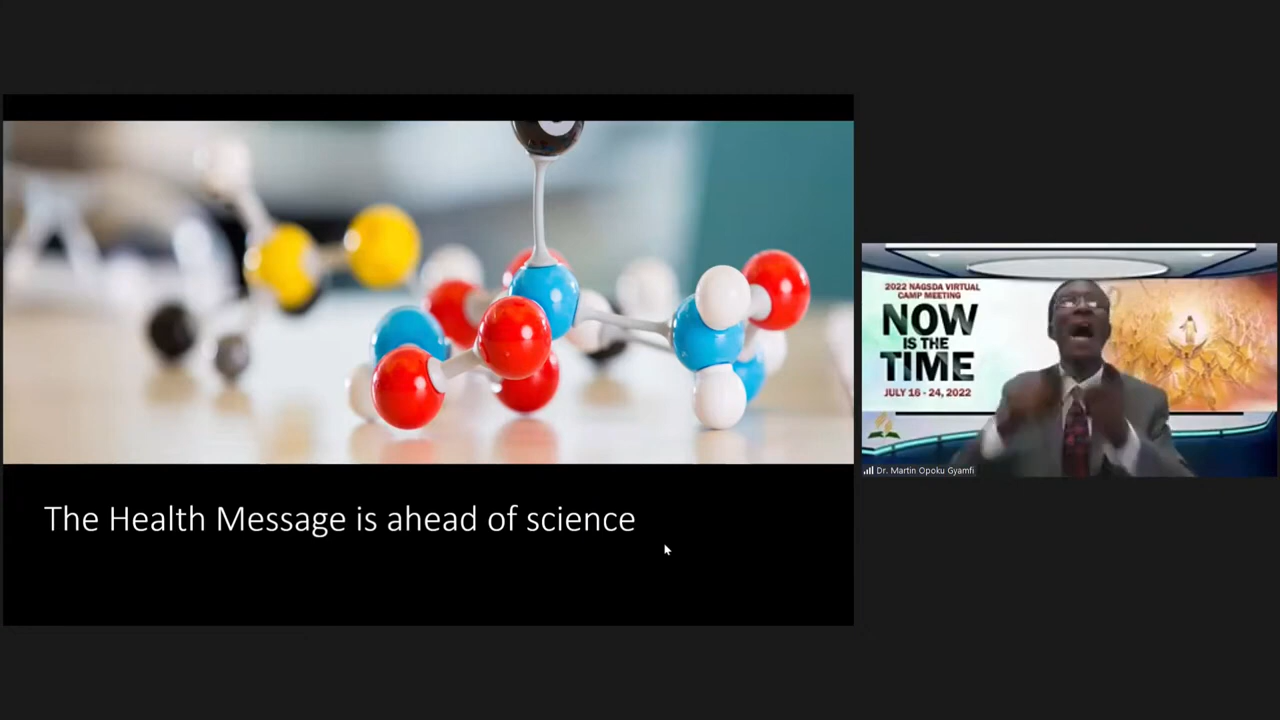 The Health Message is ahead of science
2022 NAGSDA VIRTUAL
CAMP MEETING
NOW
IS THE
TIME
JULY 16 - 24, 2022
Dr. Martin Opoku Gyamfi